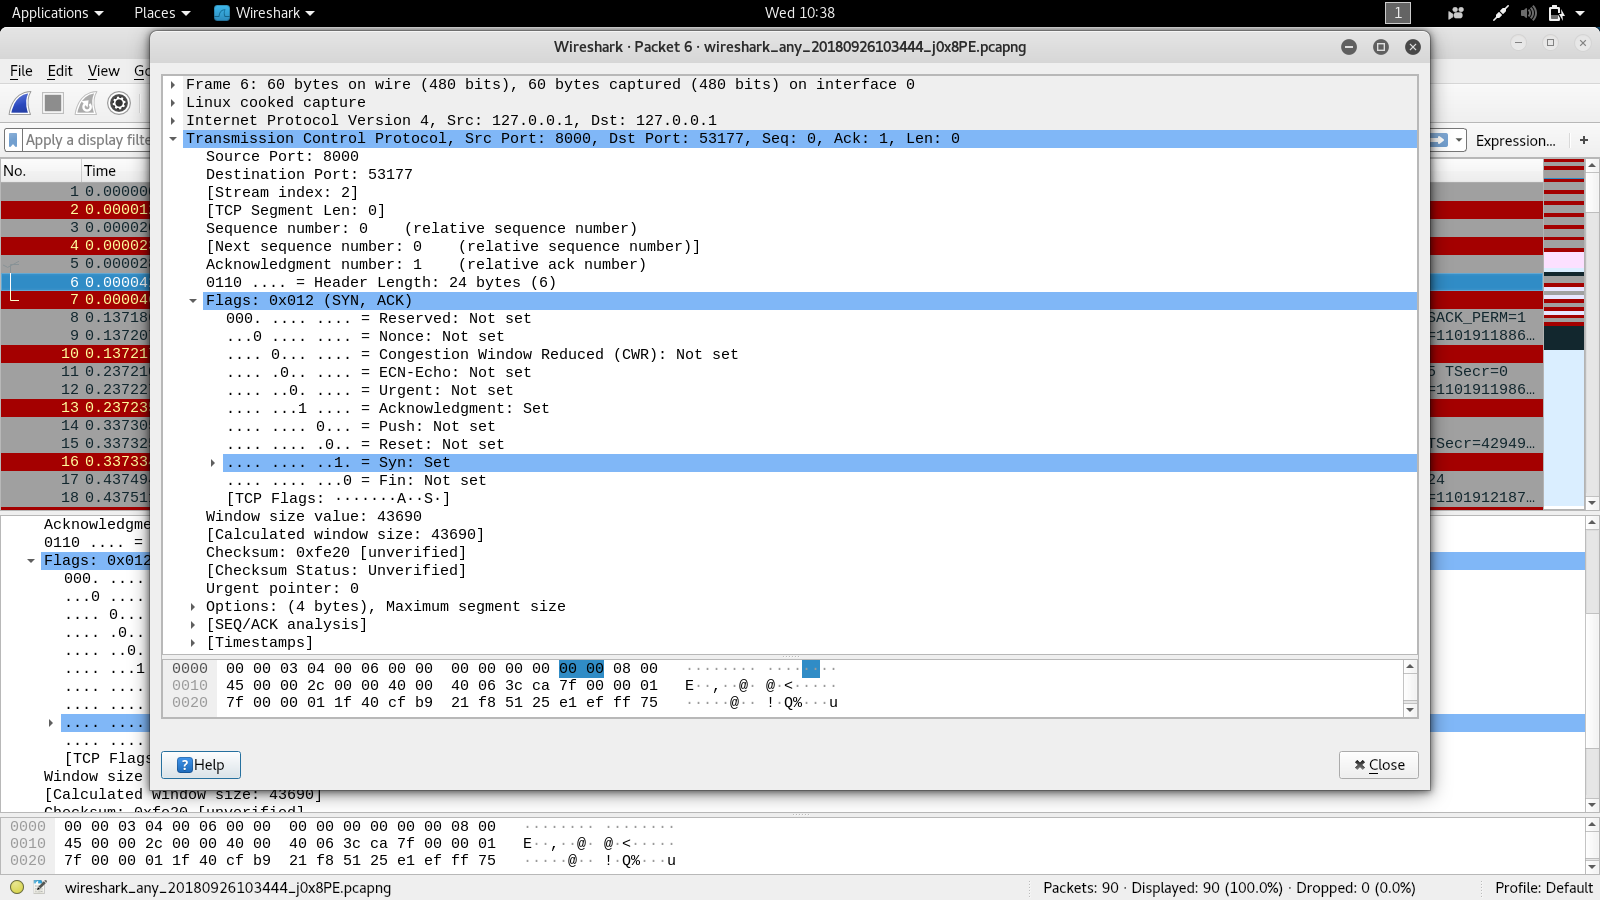 Applications Places Wireshark Wed 10:38 1
Wireshark · Packet 6 · wireshark_any_20180926103444_j0x8PE.pcapng
File Edit View Go
Apply a display filte Expression... +
No. Time
1 0.00000
2 0.00001
3 0.00002
4 0.00002
5 0.00002
6 0.00004
7 0.00004
8 0.13718 SACK_PERM=1
9 0.13720 =1101911886…
10 0.13721
11 0.23721 5 TSecr=0
12 0.23722 =1101911986…
13 0.23723
14 0.33730
15 0.33732 TSecr=42949…
16 0.33733
17 0.43749 24
18 0.43751 =1101912187…
Frame 6: 60 bytes on wire (480 bits), 60 bytes captured (480 bits) on interface 0
Linux cooked capture
Internet Protocol Version 4, Src: 127.0.0.1, Dst: 127.0.0.1
Transmission Control Protocol, Src Port: 8000, Dst Port: 53177, Seq: 0, Ack: 1, Len: 0
Source Port: 8000
Destination Port: 53177
[Stream index: 2]
[TCP Segment Len: 0]
Sequence number: 0    (relative sequence number)
[Next sequence number: 0    (relative sequence number)]
Acknowledgment number: 1    (relative ack number)
0110 .... = Header Length: 24 bytes (6)
Flags: 0x012 (SYN, ACK)
000. .... .... = Reserved: Not set
...0 .... .... = Nonce: Not set
.... 0... .... = Congestion Window Reduced (CWR): Not set
.... .0.. .... = ECN-Echo: Not set
.... ..0. .... = Urgent: Not set
.... ...1 .... = Acknowledgment: Set
.... .... 0... = Push: Not set
.... .... .0.. = Reset: Not set
.... .... ..1. = Syn: Set
.... .... ...0 = Fin: Not set
[TCP Flags: ·······A··S·]
Window size value: 43690
[Calculated window size: 43690]
Checksum: 0xfe20 [unverified]
[Checksum Status: Unverified]
Urgent pointer: 0
Options: (4 bytes), Maximum segment size
[SEQ/ACK analysis]
[Timestamps]
0000 00 00 03 04 00 06 00 00 00 00 00 00 00 00 08 00 ········ ········
0010 45 00 00 2c 00 00 40 00 40 06 3c ca 7f 00 00 01 E··,··@· @·<·····
0020 7f 00 00 01 1f 40 cf b9 21 f8 51 25 e1 ef ff 75 ·····@·· !·Q%···u
Help Close
Acknowledgme
0110 .... =
Flags: 0x012
000. ....
...0 ....
.... 0...
.... .0..
.... ..0.
.... ...1
.... ....
.... ....
.... ....
.... ....
[TCP Flags
Window size
[Calculated window size: 43690]
Checksum: 0xfe20 [unverified]
0000 00 00 03 04 00 06 00 00 00 00 00 00 00 00 08 00 ········ ········
0010 45 00 00 2c 00 00 40 00 40 06 3c ca 7f 00 00 01 E··,··@· @·<·····
0020 7f 00 00 01 1f 40 cf b9 21 f8 51 25 e1 ef ff 75 ·····@·· !·Q%···u
wireshark_any_20180926103444_j0x8PE.pcapng Packets: 90 · Displayed: 90 (100.0%) · Dropped: 0 (0.0%) Profile: Default